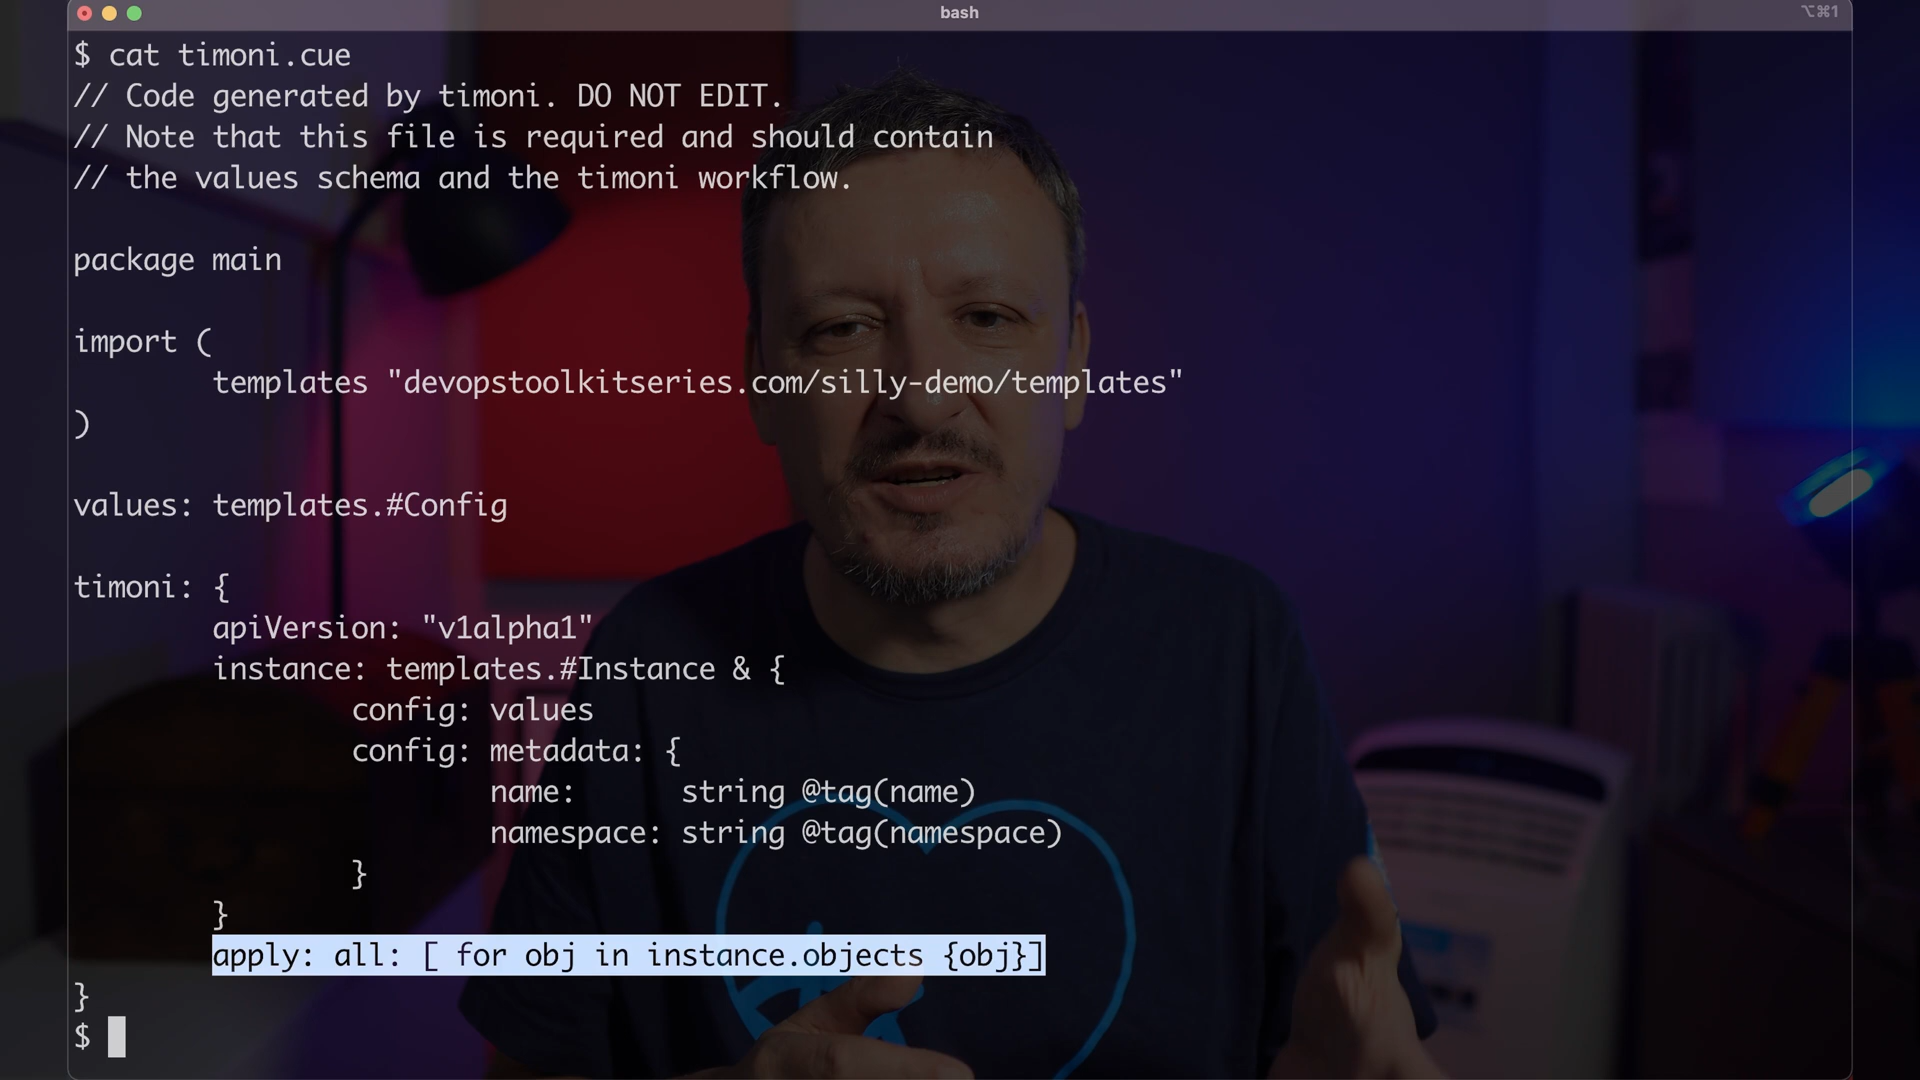 bash
⌥⌘1
$ cat timoni.cue
// Code generated by timoni. DO NOT EDIT.
// Note that this file is required and should contain
// the values schema and the timoni workflow.
package main
import (
templates "devopstoolkitseries.com/silly-demo/templates"
)
values: templates.#Config
timoni: {
apiVersion: "v1alpha1"
instance: templates.#Instance & {
config: values
config: metadata: {
name: string @tag(name)
namespace: string @tag(namespace)
}
}
apply: all: [ for obj in instance.objects {obj}]
}
$